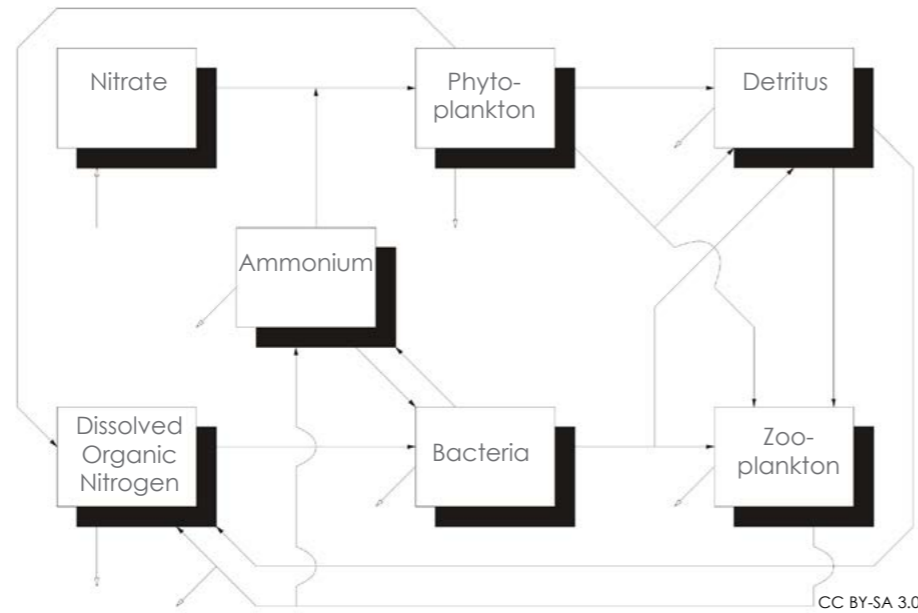 Nitrate
Phyto-
plankton
Detritus
Ammonium
Dissolved
Organic
Nitrogen
Bacteria
Zoo-
plankton
CC BY-SA 3.0